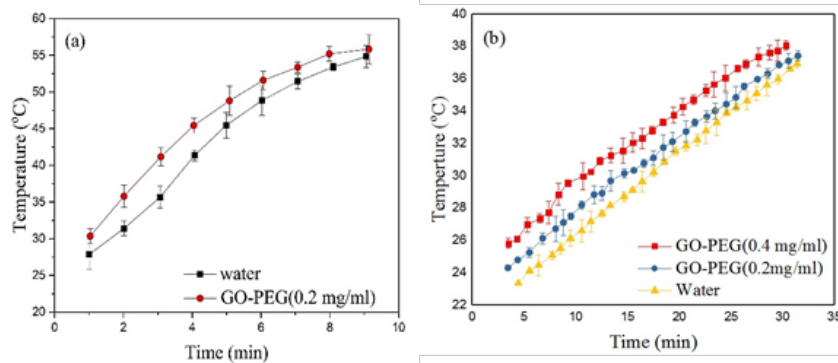 (a)
Temperature (°C)
60
55
50
45
40
35
30
25
20
water
GO-PEG(0.2 mg/ml)
0 2 4 6 8 10
Time (min)
(b)
Temperture (°C)
40
38
36
34
32
30
28
26
24
22
GO-PEG(0.4 mg/ml)
GO-PEG(0.2mg/ml)
Water
0 5 10 15 20 25 30 35
Time (min)